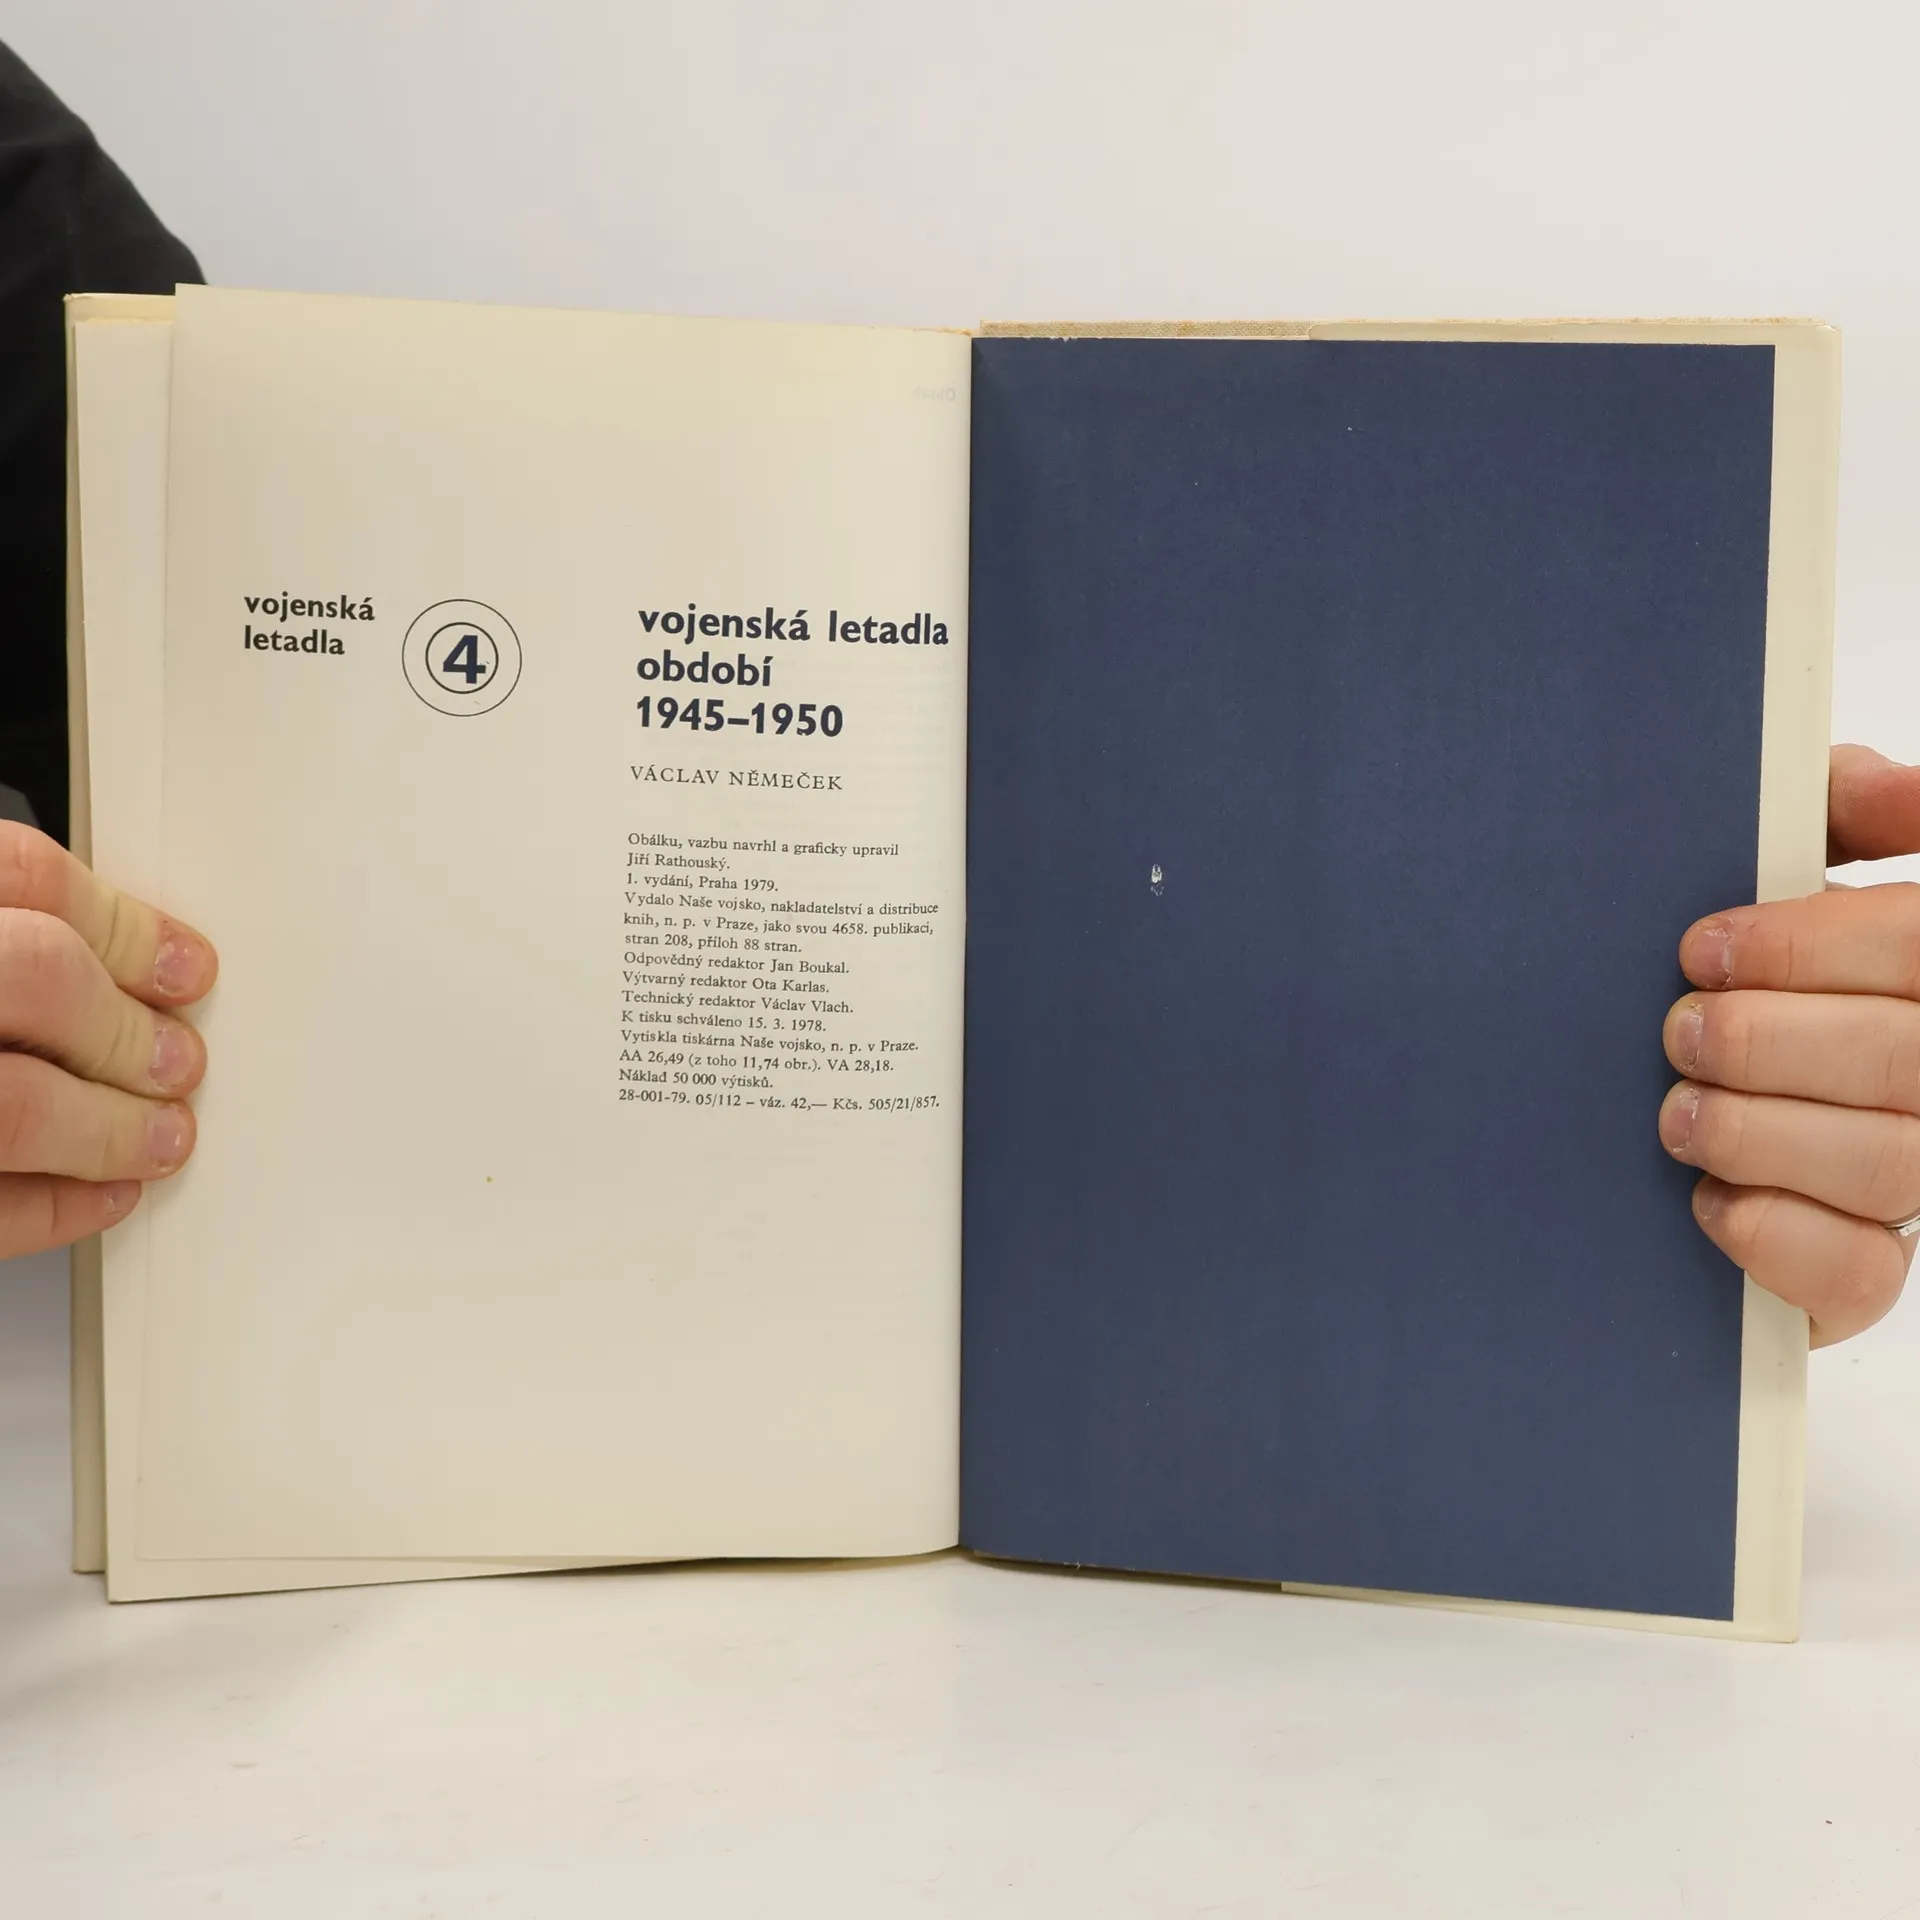 vojenská
letadla
4
vojenská letadla
období
1945–1950
VÁCLAV NĚMEČEK
Obálku, vazbu navrhl a graficky upravil
Jiří Rathouský.
1. vydání, Praha 1979.
Vydalo Naše vojsko, nakladatelství a distribuce
knih, n. p. v Praze, jako svou 4658. publikaci,
stran 208, příloh 88 stran.
Odpovědný redaktor Jan Boukal.
Výtvarný redaktor Ota Karlas.
Technický redaktor Václav Vlach.
K tisku schváleno 15. 3. 1978.
Vytiskla tiskárna Naše vojsko, n. p. v Praze.
AA 26,49 (z toho 11,74 obr.). VA 28,18.
Náklad 50 000 výtisků.
28-001-79. 05/112 – váz. 42,— Kčs. 505/21/857.